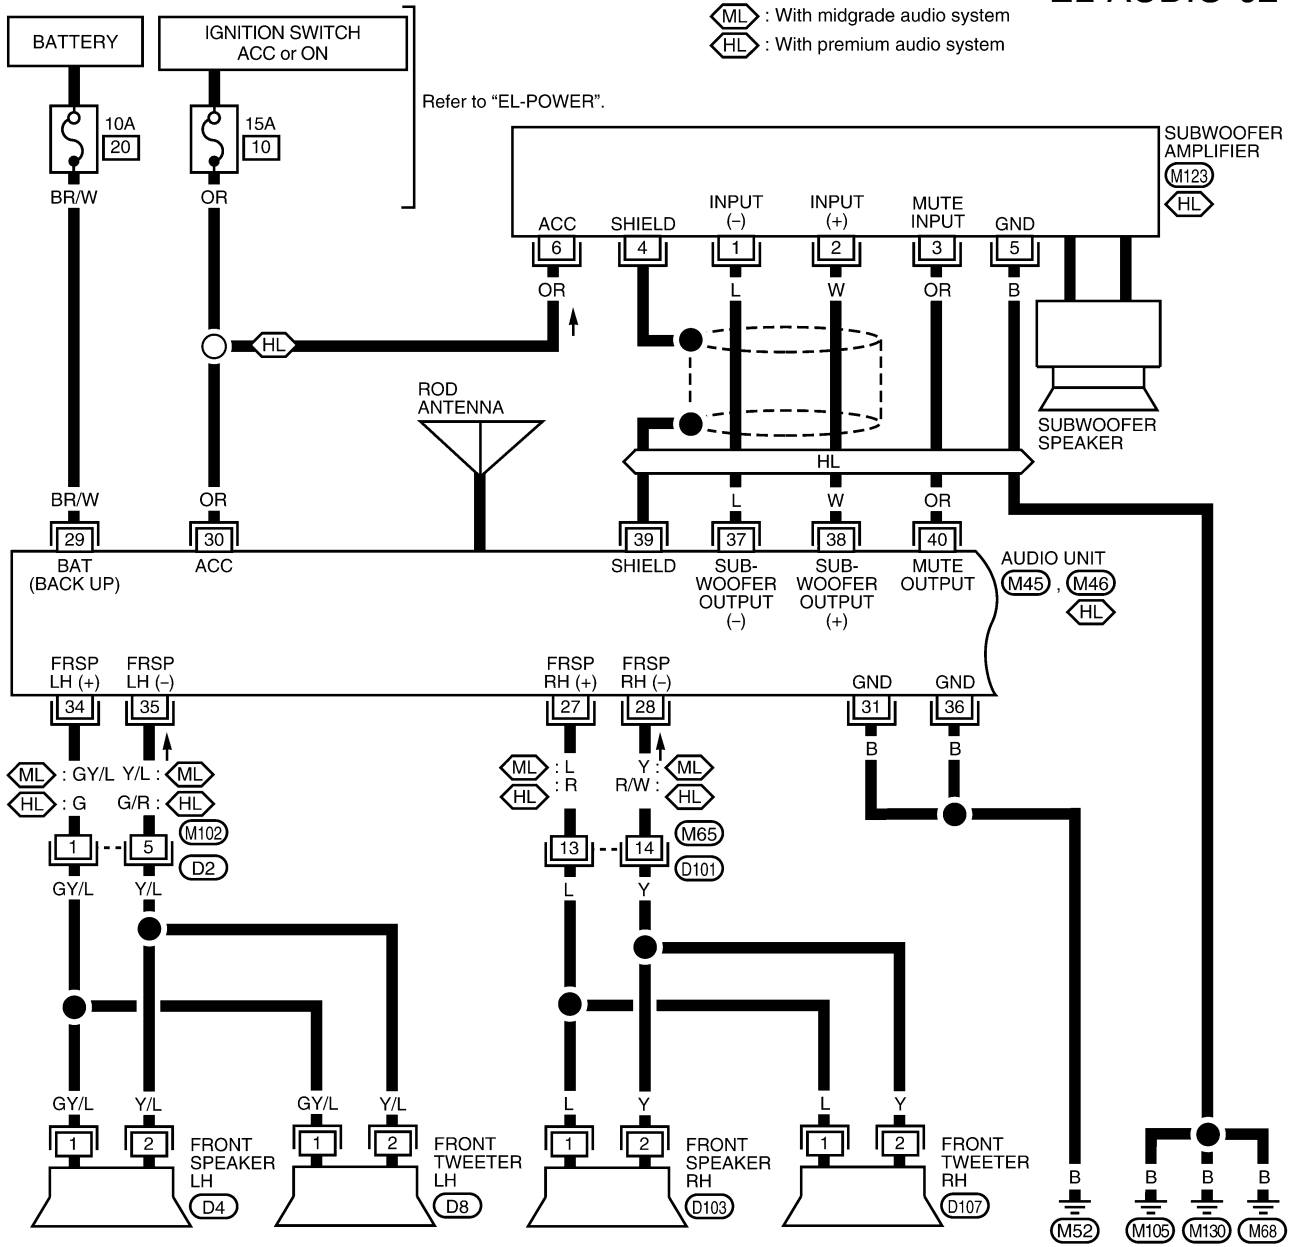 ML : With midgrade audio system
HL : With premium audio system
BATTERY
IGNITION SWITCH
ACC or ON
Refer to “EL-POWER”.
10A
20
15A
10
BR/W
OR
SUBWOOFER
AMPLIFIER
M123
HL
ACC
SHIELD
INPUT
(–)
INPUT
(+)
MUTE
INPUT
GND
6 4 1 2 3 5
OR L W OR B
HL
ROD
ANTENNA
SUBWOOFER
SPEAKER
HL
BR/W OR L W OR
29 30 39 37 38 40
BAT
(BACK UP)
ACC
SHIELD
SUB-
WOOFER
OUTPUT
(–)
SUB-
WOOFER
OUTPUT
(+)
MUTE
OUTPUT
AUDIO UNIT
M45 , M46
HL
FRSP
LH (+)
FRSP
LH (–)
FRSP
RH (+)
FRSP
RH (–)
GND
GND
34 35 27 28 31 36
B B
ML : GY/L Y/L : ML
HL : G G/R : HL
ML : L Y : ML
HL : R R/W : HL
M102
D2
M65
D101
1 5 13 14
GY/L Y/L L Y
GY/L Y/L GY/L Y/L L Y L Y
1 2 1 2 1 2 1 2
FRONT
SPEAKER
LH
D4
FRONT
TWEETER
LH
D8
FRONT
SPEAKER
RH
D103
FRONT
TWEETER
RH
D107
B B B B
M52 M105 M130 M68